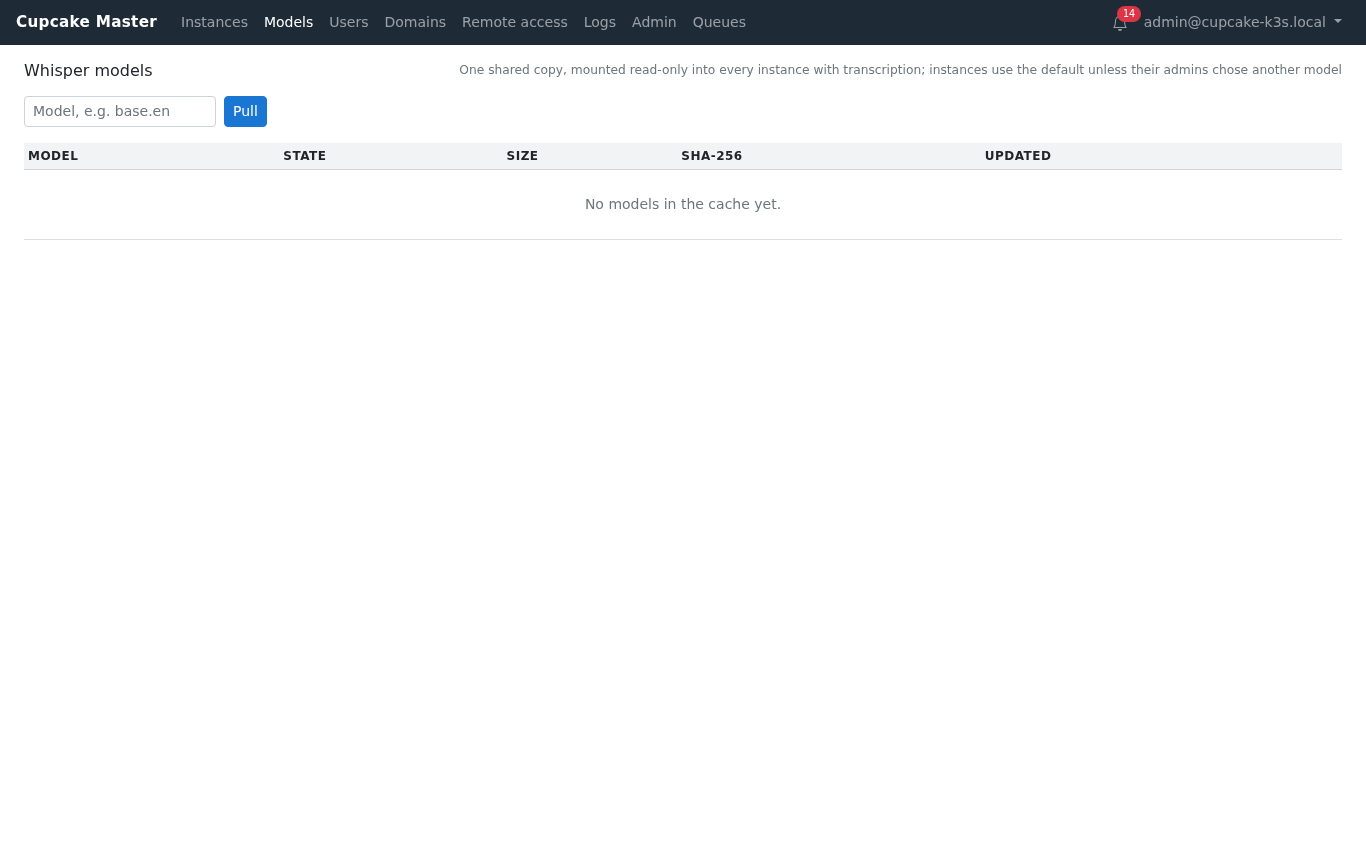 Cupcake Master Instances Models Users Domains Remote access Logs Admin Queues 14 admin@cupcake-k3s.local
Whisper models One shared copy, mounted read-only into every instance with transcription; instances use the default unless their admins chose another model
Model, e.g. base.en Pull
MODEL STATE SIZE SHA-256 UPDATED
No models in the cache yet.